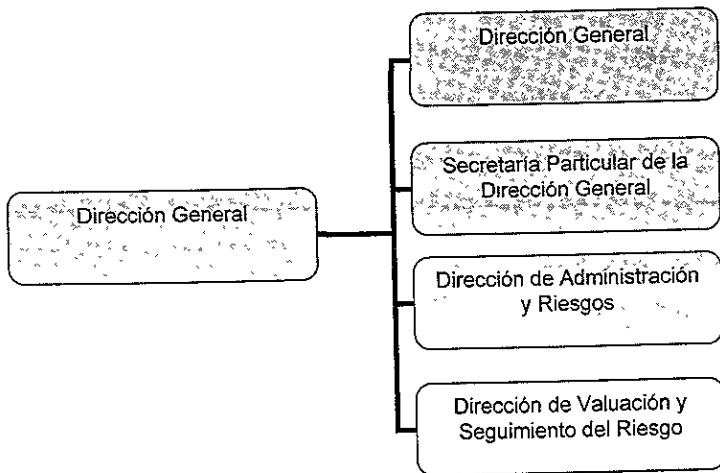 Dirección General
Dirección General
Secretaría Particular de la
Dirección General
Dirección de Administración
y Riesgos
Dirección de Valuación y
Seguimiento del Riesgo